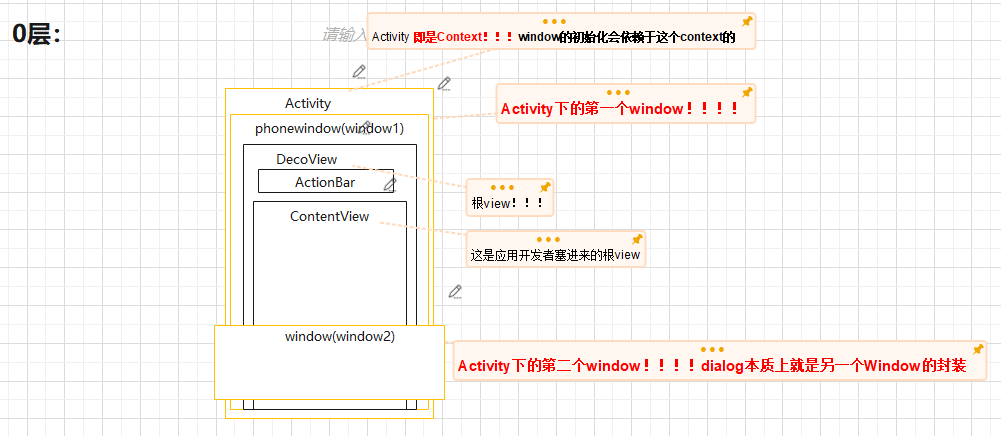 0层：
请输入
Activity 即是Context！！！window的初始化会依赖于这个context的
Activity
Activity下的第一个window！！！！
phonewindow(window1)
DecoView
ActionBar
根view！！！
ContentView
这是应用开发者塞进来的根view
window(window2)
Activity下的第二个window！！！！dialog本质上就是另一个Window的封装